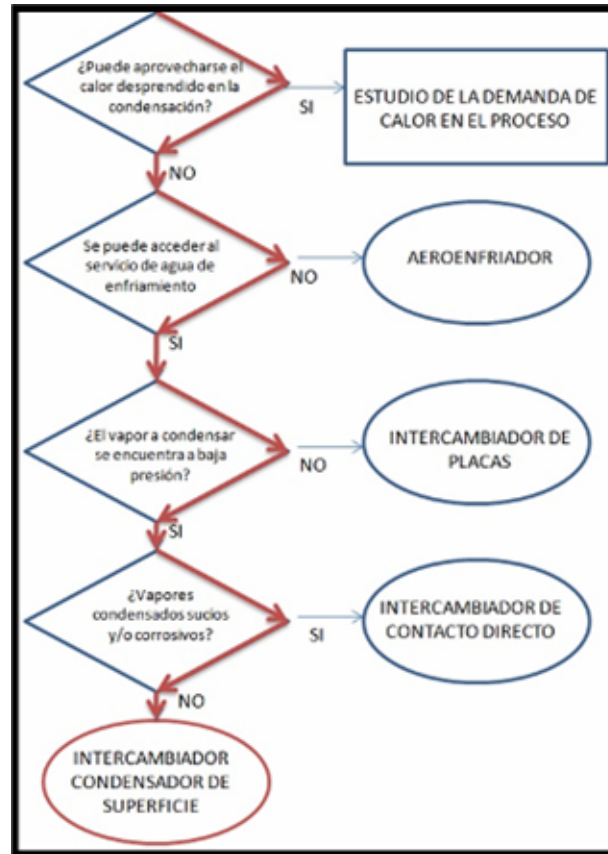 ¿Puede aprovecharse el
calor desprendido en la
condensación?
SI
ESTUDIO DE LA DEMANDA DE
CALOR EN EL PROCESO
NO
Se puede acceder al
servicio de agua de
enfriamiento
NO
AEROENFRIADOR
SI
¿El vapor a condensar
se encuentra a baja
presión?
NO
INTERCAMBIADOR DE
PLACAS
SI
¿Vapores
condensados sucios
y/o corrosivos?
SI
INTERCAMBIADOR DE
CONTACTO DIRECTO
NO
INTERCAMBIADOR
CONDENSADOR DE
SUPERFICIE